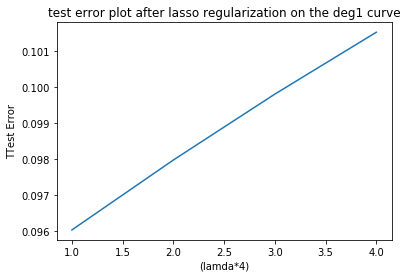 test error plot after lasso regularization on the deg1 curve
0.101
0.100
0.099
0.098
0.097
0.096
TTest Error
1.0 1.5 2.0 2.5 3.0 3.5 4.0
(lamda*4)